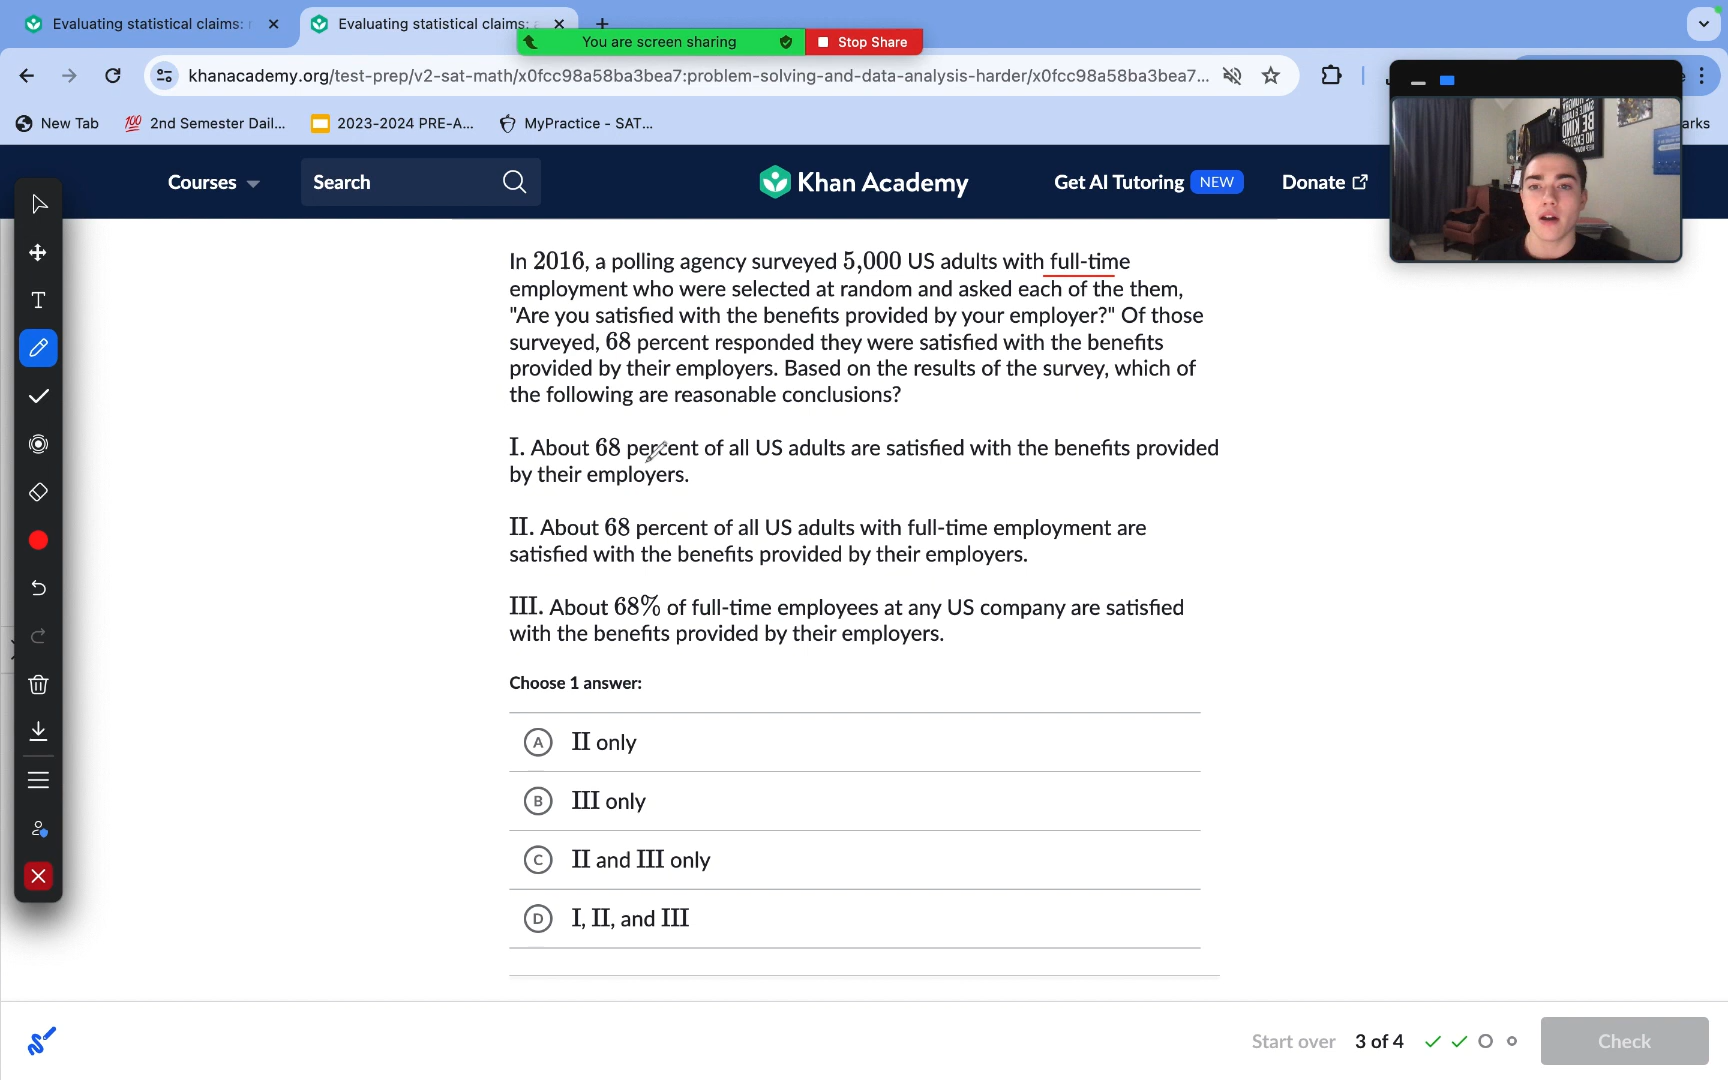 Evaluating statistical claims:
Evaluating statistical claims:
You are screen sharing
Stop Share
khanacademy.org/test-prep/v2-sat-math/x0fcc98a58ba3bea7:problem-solving-and-data-analysis-harder/x0fcc98a58ba3bea7...
New Tab
2nd Semester Dail...
2023-2024 PRE-A...
MyPractice - SAT...
arks
Courses
Search
Khan Academy
Get AI Tutoring NEW
Donate
In 2016, a polling agency surveyed 5,000 US adults with full-time
employment who were selected at random and asked each of the them,
"Are you satisfied with the benefits provided by your employer?" Of those
surveyed, 68 percent responded they were satisfied with the benefits
provided by their employers. Based on the results of the survey, which of
the following are reasonable conclusions?
I. About 68 percent of all US adults are satisfied with the benefits provided
by their employers.
II. About 68 percent of all US adults with full-time employment are
satisfied with the benefits provided by their employers.
III. About 68% of full-time employees at any US company are satisfied
with the benefits provided by their employers.
Choose 1 answer:
A II only
B III only
C II and III only
D I, II, and III
Start over
3 of 4
Check